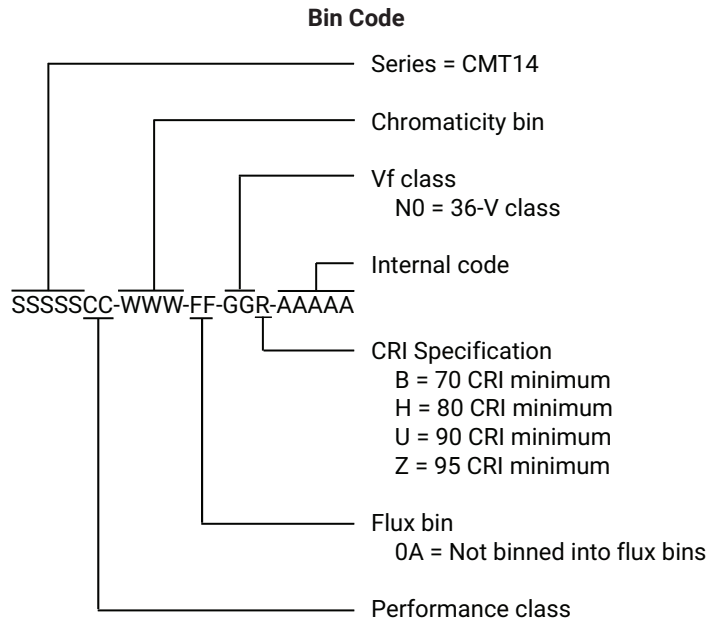 Bin Code
Series = CMT14
Chromaticity bin
Vf class
N0 = 36-V class
Internal code
SSSSSCC-WWW-FF-GGR-AAAAA
CRI Specification
B = 70 CRI minimum
H = 80 CRI minimum
U = 90 CRI minimum
Z = 95 CRI minimum
Flux bin
0A = Not binned into flux bins
Performance class